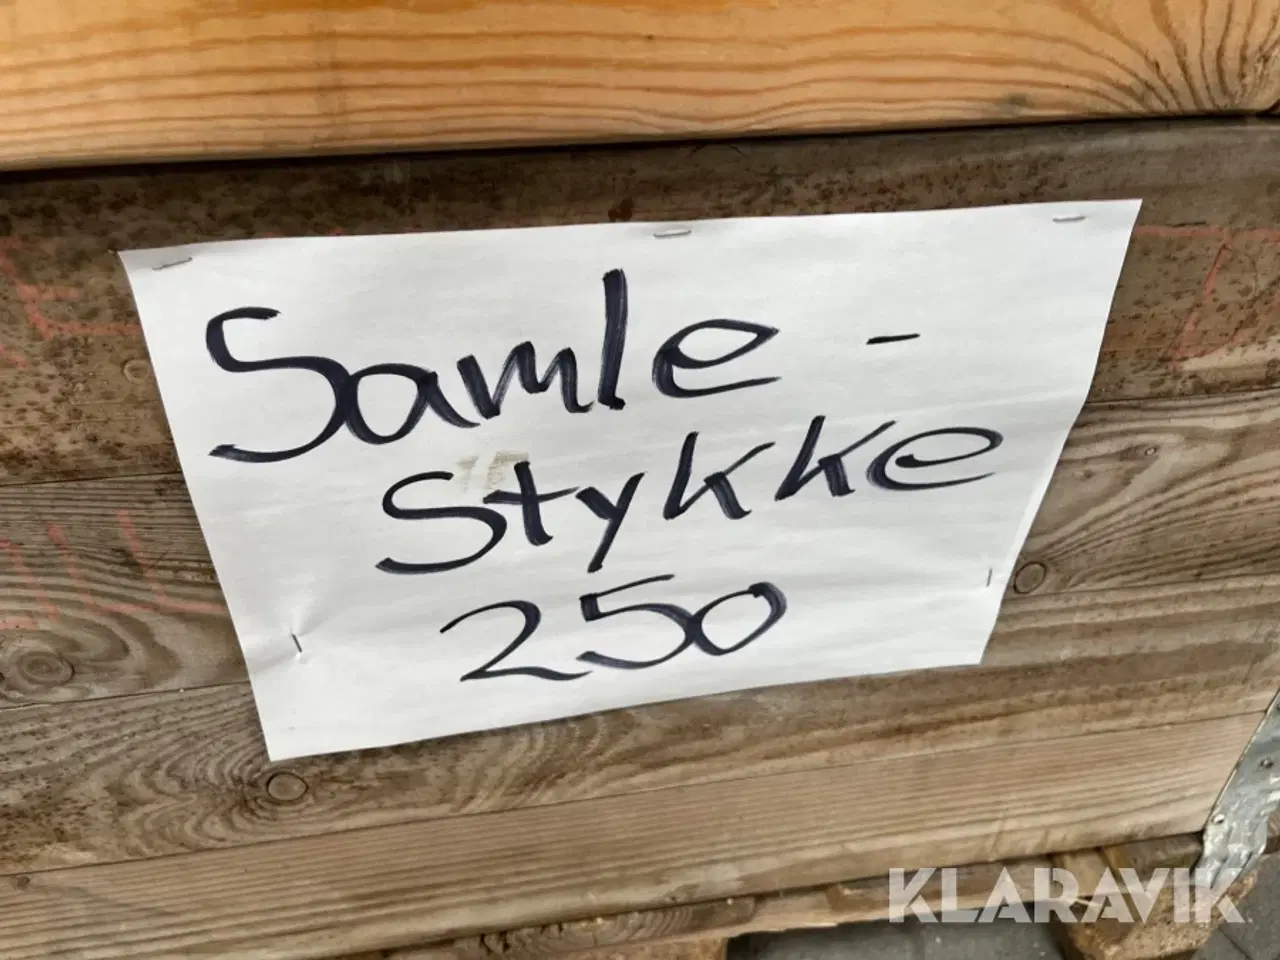 Samle -
Stykke
250
KLARAVIK